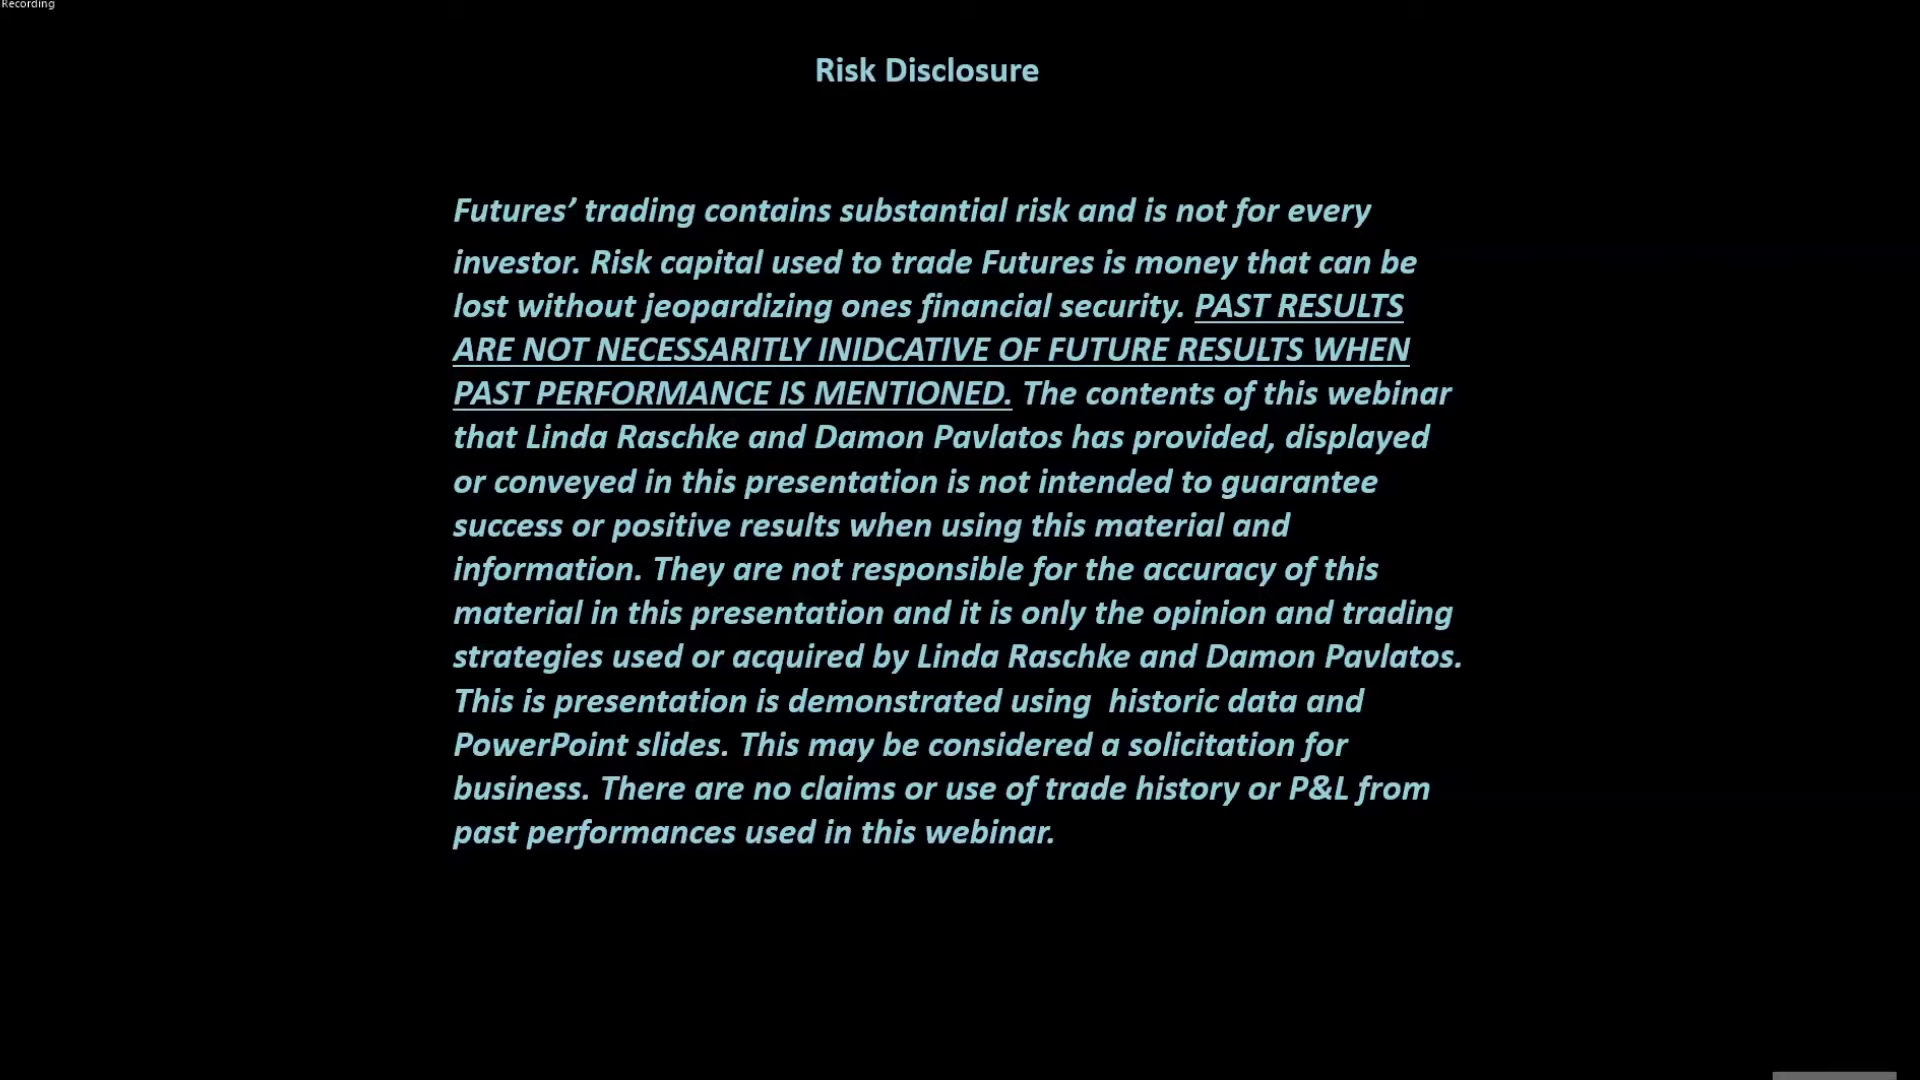 Recording
Risk Disclosure
Futures’ trading contains substantial risk and is not for every
investor. Risk capital used to trade Futures is money that can be
lost without jeopardizing ones financial security. PAST RESULTS
ARE NOT NECESSARITLY INIDCATIVE OF FUTURE RESULTS WHEN
PAST PERFORMANCE IS MENTIONED. The contents of this webinar
that Linda Raschke and Damon Pavlatos has provided, displayed
or conveyed in this presentation is not intended to guarantee
success or positive results when using this material and
information. They are not responsible for the accuracy of this
material in this presentation and it is only the opinion and trading
strategies used or acquired by Linda Raschke and Damon Pavlatos.
This is presentation is demonstrated using  historic data and
PowerPoint slides. This may be considered a solicitation for
business. There are no claims or use of trade history or P&L from
past performances used in this webinar.